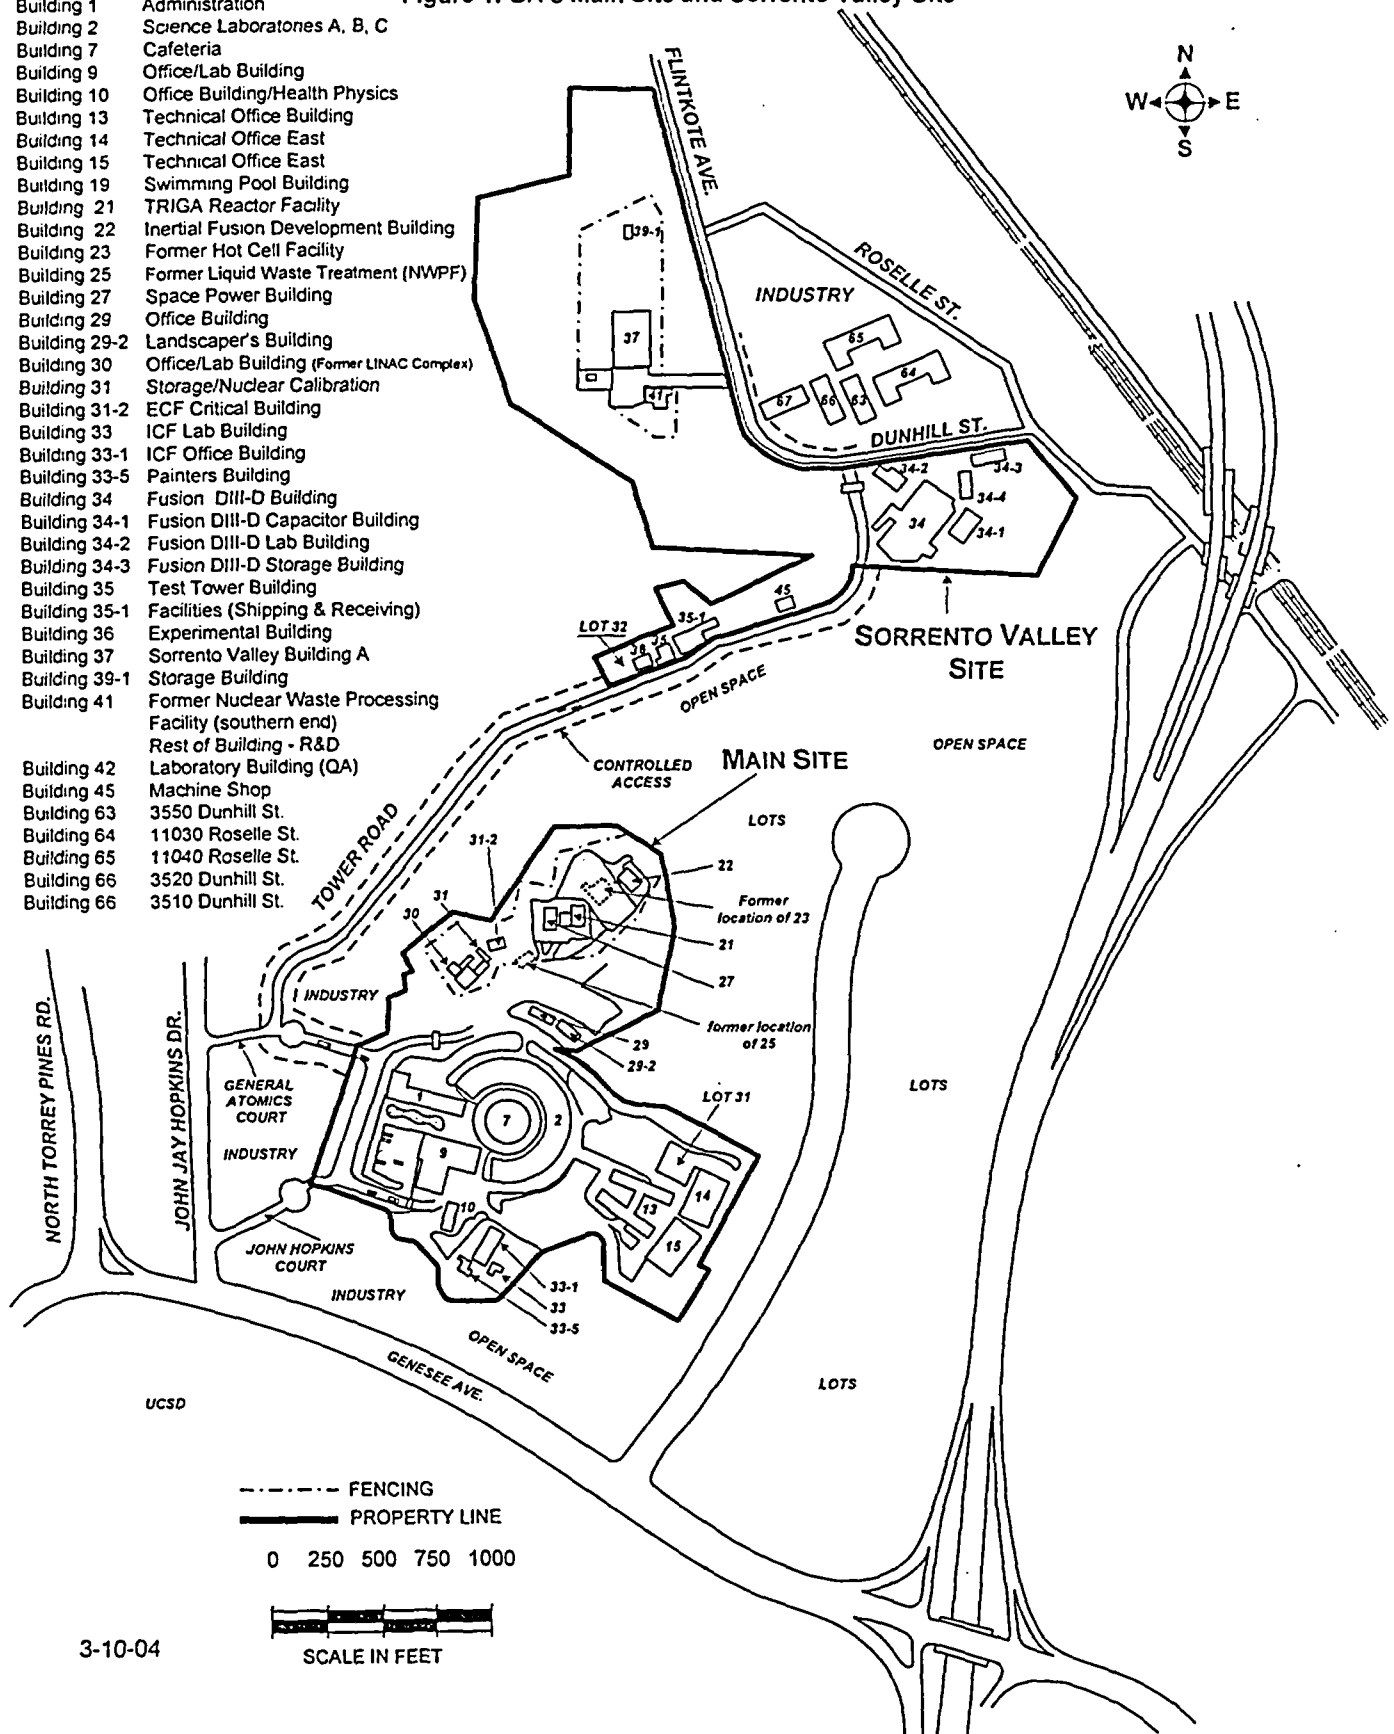 Building 1 Administration
Building 2 Science Laboratories A, B, C
Building 7 Cafeteria
Building 9 Office/Lab Building
Building 10 Office Building/Health Physics
Building 13 Technical Office Building
Building 14 Technical Office East
Building 15 Technical Office East
Building 19 Swimming Pool Building
Building 21 TRIGA Reactor Facility
Building 22 Inertial Fusion Development Building
Building 23 Former Hot Cell Facility
Building 25 Former Liquid Waste Treatment (NWPF)
Building 27 Space Power Building
Building 29 Office Building
Building 29-2 Landscaper's Building
Building 30 Office/Lab Building (Former LINAC Complex)
Building 31 Storage/Nuclear Calibration
Building 31-2 ECF Critical Building
Building 33 ICF Lab Building
Building 33-1 ICF Office Building
Building 33-5 Painters Building
Building 34 Fusion DIII-D Building
Building 34-1 Fusion DIII-D Capacitor Building
Building 34-2 Fusion DIII-D Lab Building
Building 34-3 Fusion DIII-D Storage Building
Building 35 Test Tower Building
Building 35-1 Facilities (Shipping & Receiving)
Building 36 Experimental Building
Building 37 Sorrento Valley Building A
Building 39-1 Storage Building
Building 41 Former Nuclear Waste Processing
Facility (southern end)
Rest of Building - R&D
Building 42 Laboratory Building (QA)
Building 45 Machine Shop
Building 63 3550 Dunhill St.
Building 64 11030 Roselle St.
Building 65 11040 Roselle St.
Building 66 3520 Dunhill St.
Building 66 3510 Dunhill St.
Main Site and Sorrento Valley Site
N
W E
S
FLINTKOTE AVE.
39-1
ROSELLE ST.
INDUSTRY
37
65
64
41
67
66
63
DUNHILL ST.
34-2
34-3
34-4
34
34-1
45
35-1
LOT 32
35
SORRENTO VALLEY
SITE
OPEN SPACE
OPEN SPACE
CONTROLLED
ACCESS
MAIN SITE
LOTS
TOWER ROAD
31-2
22
31
30
Former
location of 23
21
27
INDUSTRY
former location
of 25
29
29-2
NORTH TORREY PINES RD.
JOHN JAY HOPKINS DR.
GENERAL
ATOMICS
COURT
LOT 31
LOTS
1
7
2
INDUSTRY
9
10
14
13
15
JOHN HOPKINS
COURT
INDUSTRY
33-1
33
33-5
OPEN SPACE
GENESEE AVE.
LOTS
UCSD
FENCING
PROPERTY LINE
0 250 500 750 1000
SCALE IN FEET
3-10-04